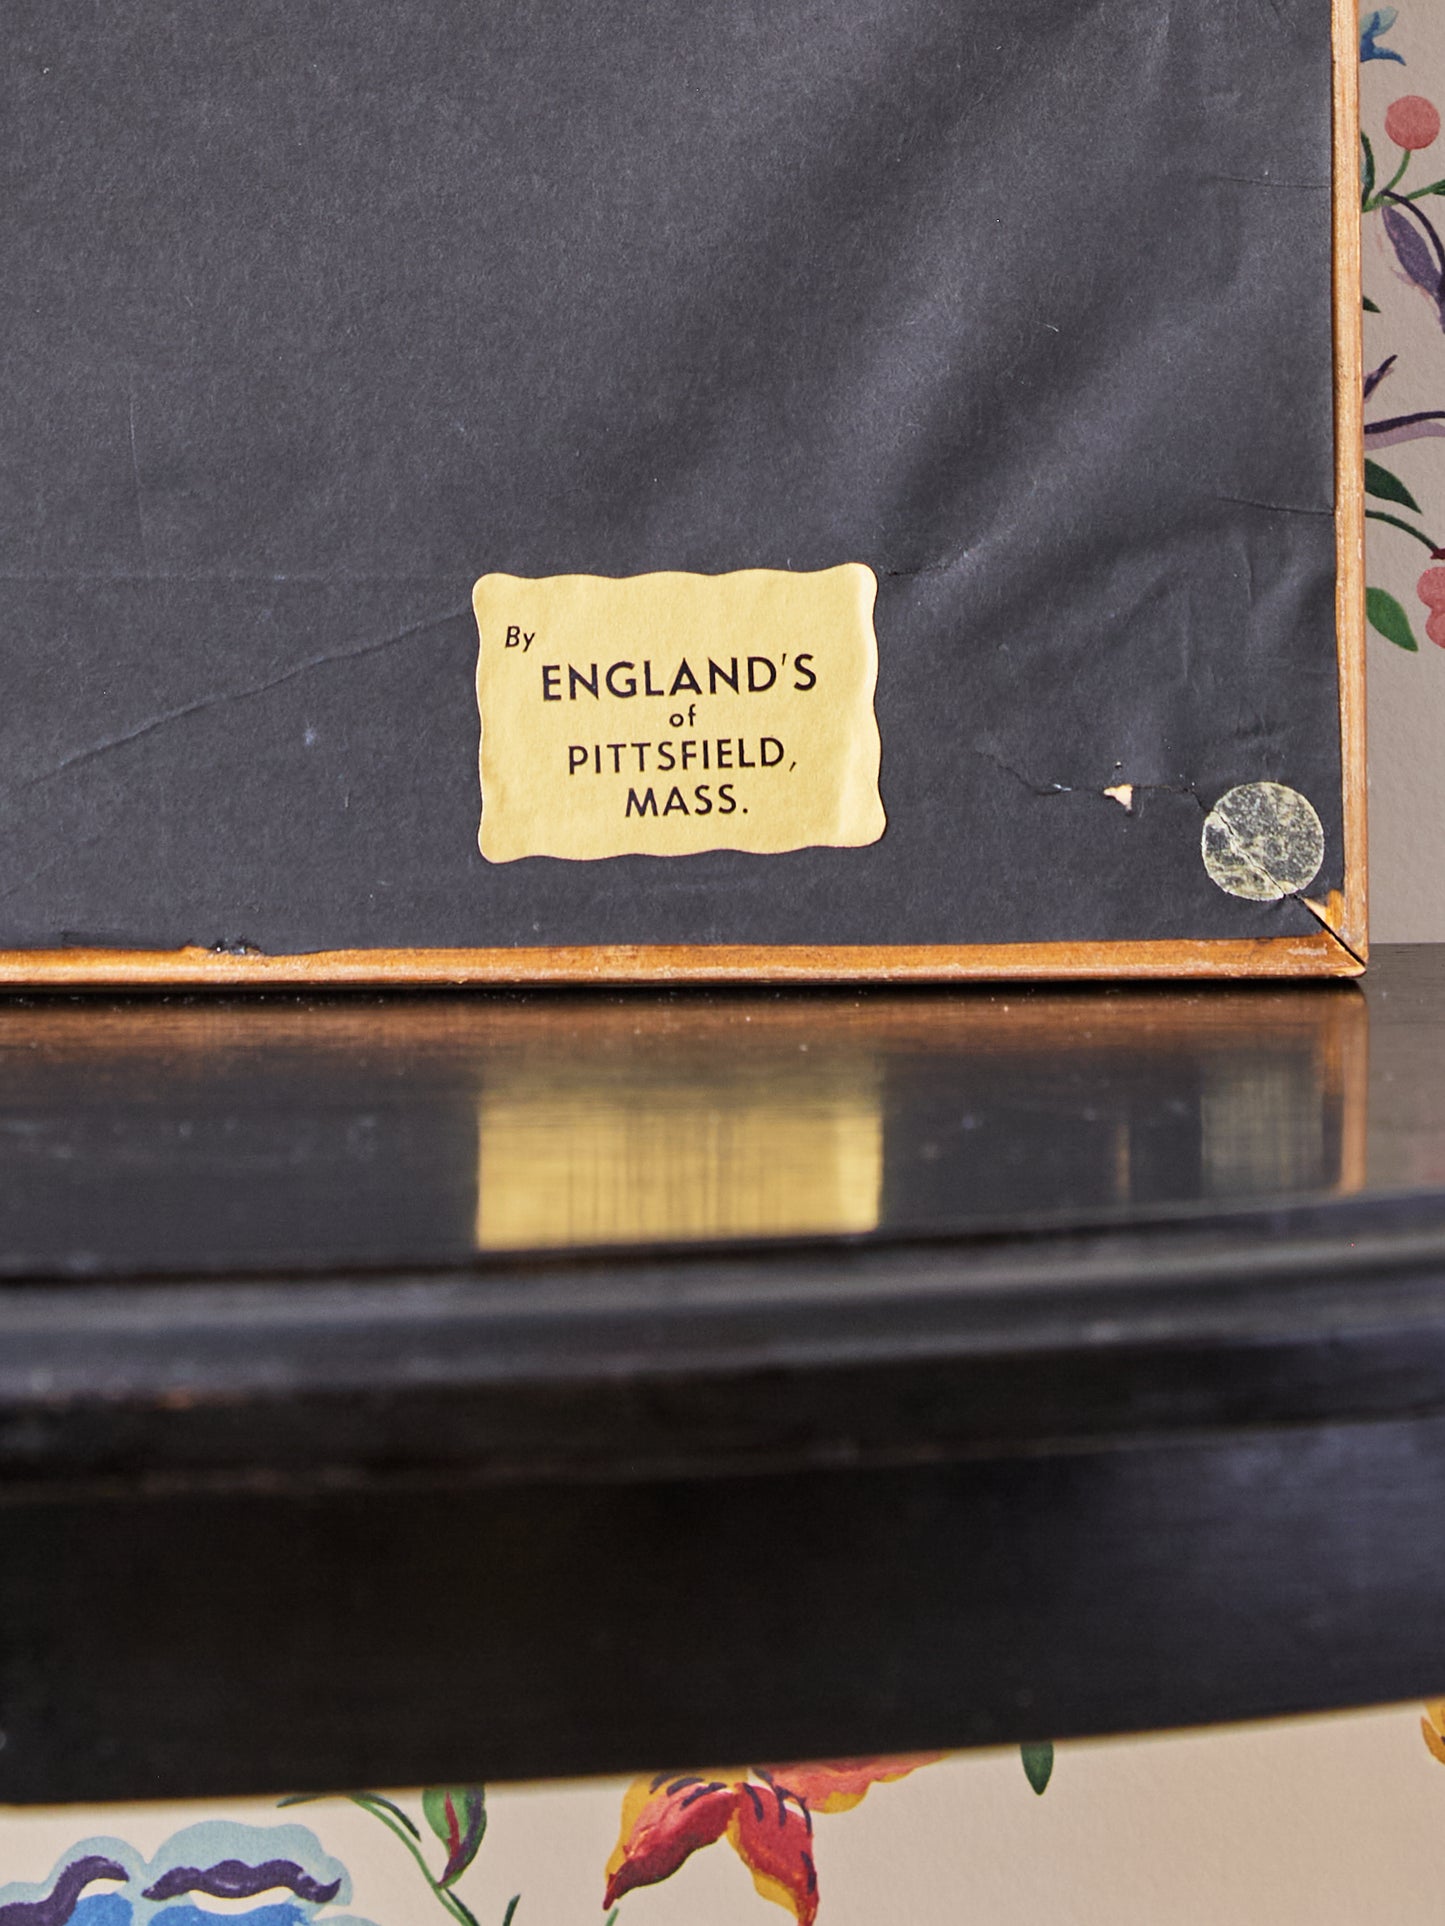 By
ENGLAND'S
of
PITTSFIELD,
MASS.